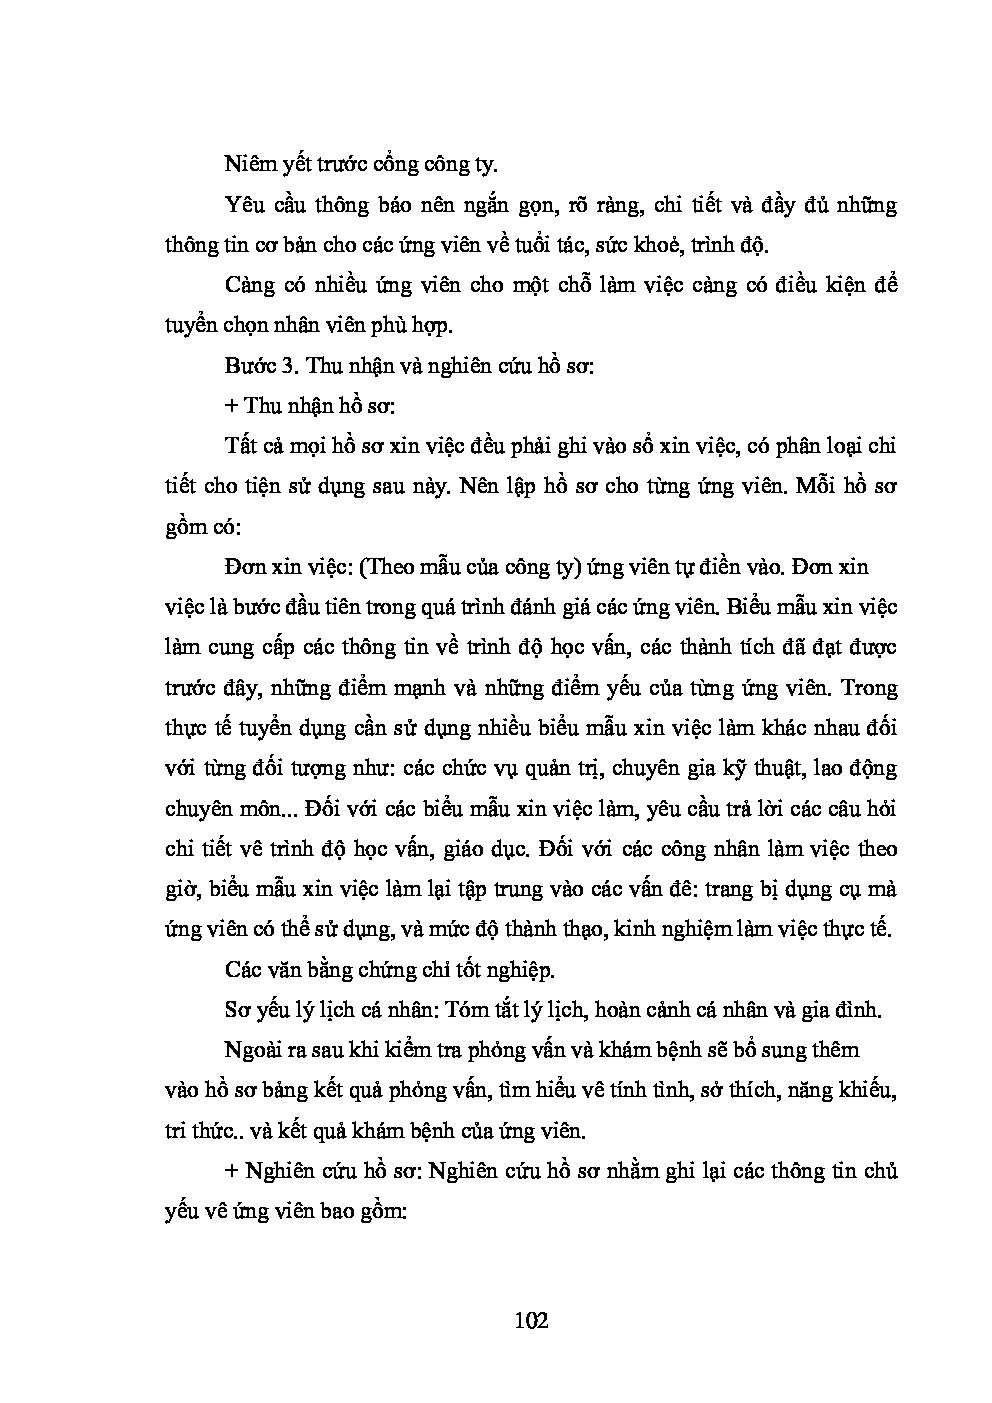 Niêm yết trước cổng công ty.
Yêu cầu thông báo nên ngắn gọn, rõ ràng, chi tiết và đầy đủ những
thông tin cơ bản cho các ứng viên về tuổi tác, sức khoẻ, trình độ.
Càng có nhiều ứng viên cho một chỗ làm việc càng có điều kiện để
tuyển chọn nhân viên phù hợp.
Bước 3. Thu nhận và nghiên cứu hồ sơ:
+ Thu nhận hồ sơ:
Tất cả mọi hồ sơ xin việc đều phải ghi vào sổ xin việc, có phân loại chi
tiết cho tiện sử dụng sau này. Nên lập hồ sơ cho từng ứng viên. Mỗi hồ sơ
gồm có:
Đơn xin việc: (Theo mẫu của công ty) ứng viên tự điền vào. Đơn xin
việc là bước đầu tiên trong quá trình đánh giá các ứng viên. Biểu mẫu xin việc
làm cung cấp các thông tin về trình độ học vấn, các thành tích đã đạt được
trước đây, những điểm mạnh và những điểm yếu của từng ứng viên. Trong
thực tế tuyển dụng cần sử dụng nhiều biểu mẫu xin việc làm khác nhau đối
với từng đối tượng như: các chức vụ quản trị, chuyên gia kỹ thuật, lao động
chuyên môn... Đối với các biểu mẫu xin việc làm, yêu cầu trả lời các câu hỏi
chi tiết vê trình độ học vấn, giáo dục. Đối với các công nhân làm việc theo
giờ, biểu mẫu xin việc làm lại tập trung vào các vấn đê: trang bị dụng cụ mà
ứng viên có thể sử dụng, và mức độ thành thạo, kinh nghiệm làm việc thực tế.
Các văn bằng chứng chỉ tốt nghiệp.
Sơ yếu lý lịch cá nhân: Tóm tắt lý lịch, hoàn cảnh cá nhân và gia đình.
Ngoài ra sau khi kiểm tra phỏng vấn và khám bệnh sẽ bổ sung thêm
vào hồ sơ bảng kết quả phỏng vấn, tìm hiểu vê tính tình, sở thích, năng khiếu,
tri thức.. và kết quả khám bệnh của ứng viên.
+ Nghiên cứu hồ sơ: Nghiên cứu hồ sơ nhằm ghi lại các thông tin chủ
yếu vê ứng viên bao gồm:
102